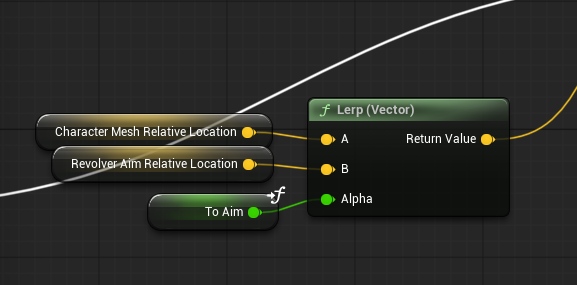 Lerp (Vector)
Character Mesh Relative Location
A
Return Value
Revolver Aim Relative Location
B
To Aim
Alpha